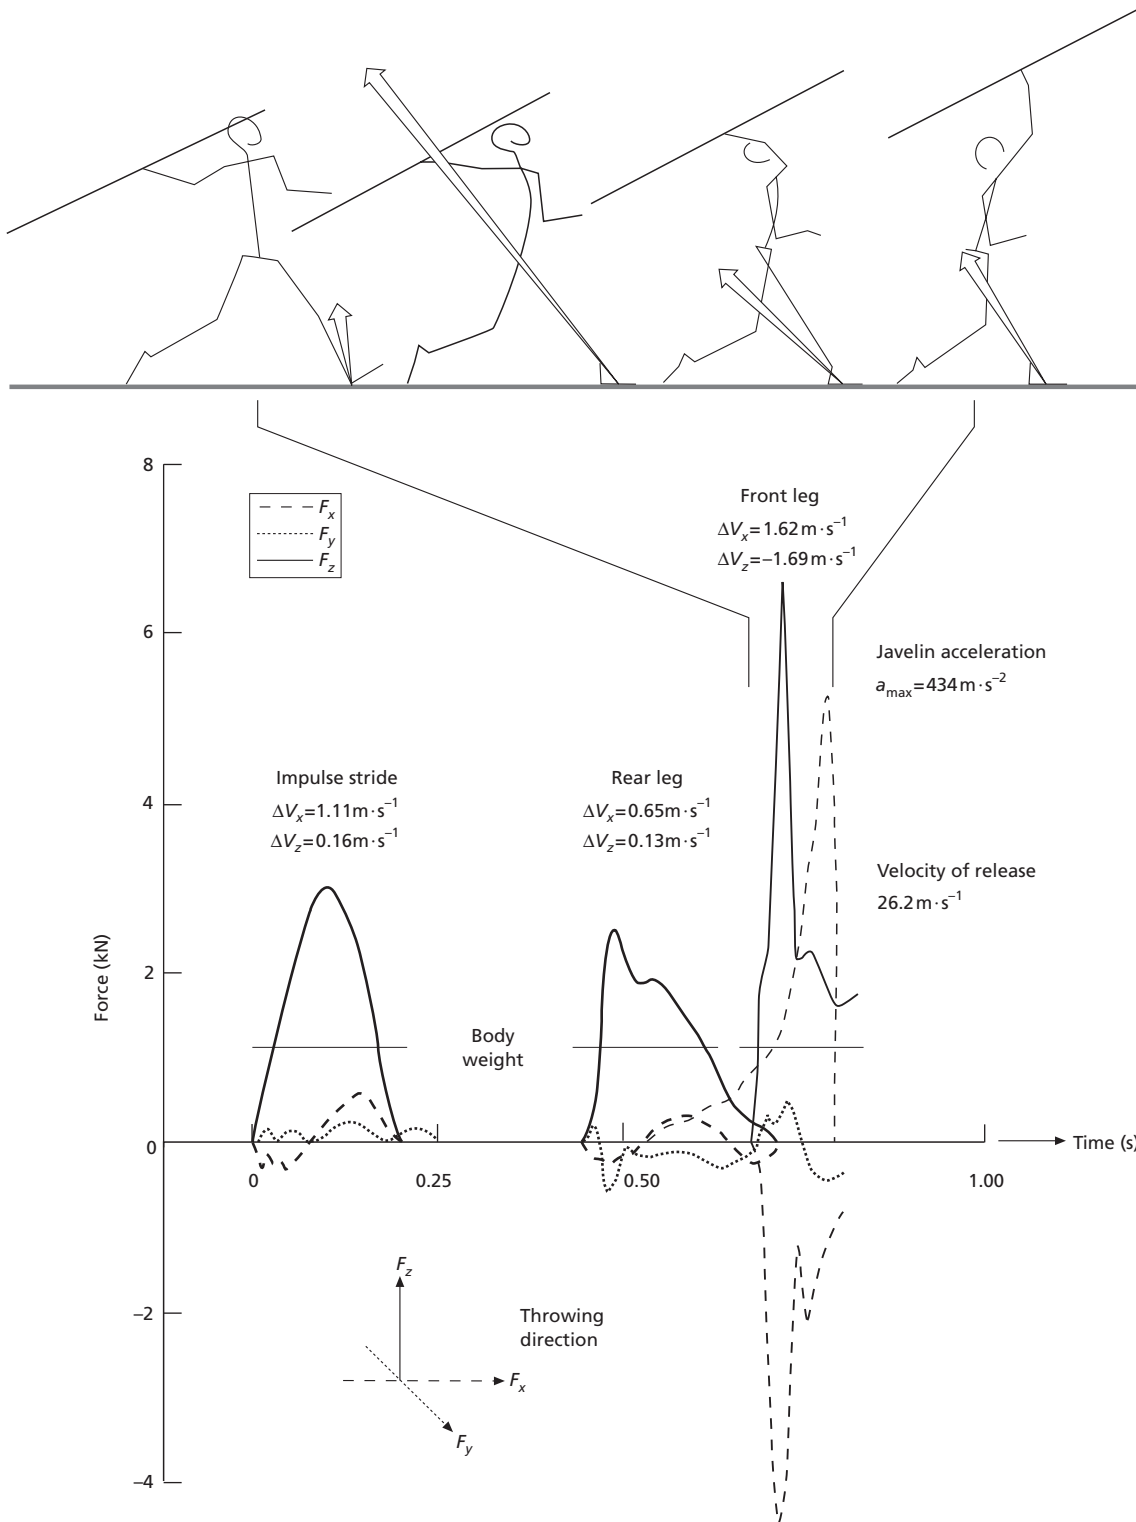 8
F_x
F_y
F_z
Front leg
ΔV_x=1.62 m·s⁻¹
ΔV_z=−1.69 m·s⁻¹
6
Javelin acceleration
a_max=434 m·s⁻²
Impulse stride
ΔV_x=1.11 m·s⁻¹
ΔV_z=0.16 m·s⁻¹
Rear leg
ΔV_x=0.65 m·s⁻¹
ΔV_z=0.13 m·s⁻¹
4
Velocity of release
26.2 m·s⁻¹
Force (kN)
2
Body
weight
0
Time (s)
0
0.25
0.50
1.00
F_z
−2
Throwing
direction
F_x
F_y
−4